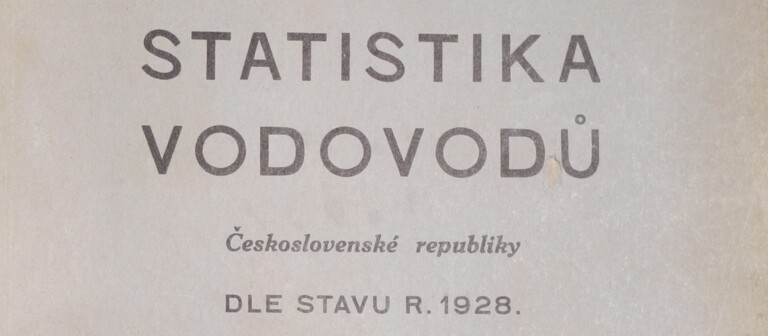 STATISTIKA
VODOVODŮ
Československé republiky
DLE STAVU R. 1928.